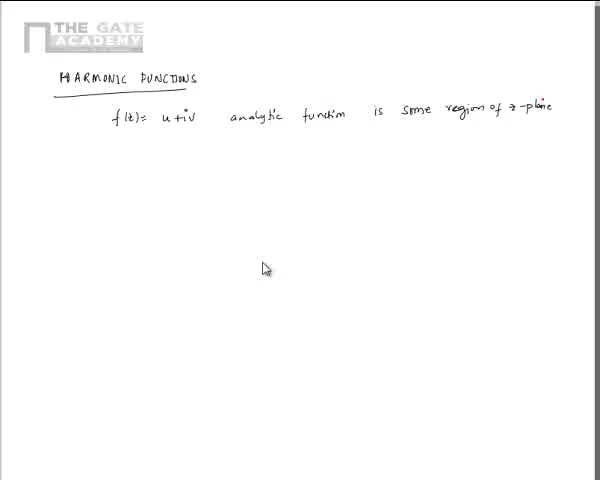 THE GATE
ACADEMY
HARMONIC FUNCTIONS
f(z)= u+iv analytic function is some region of z-plane